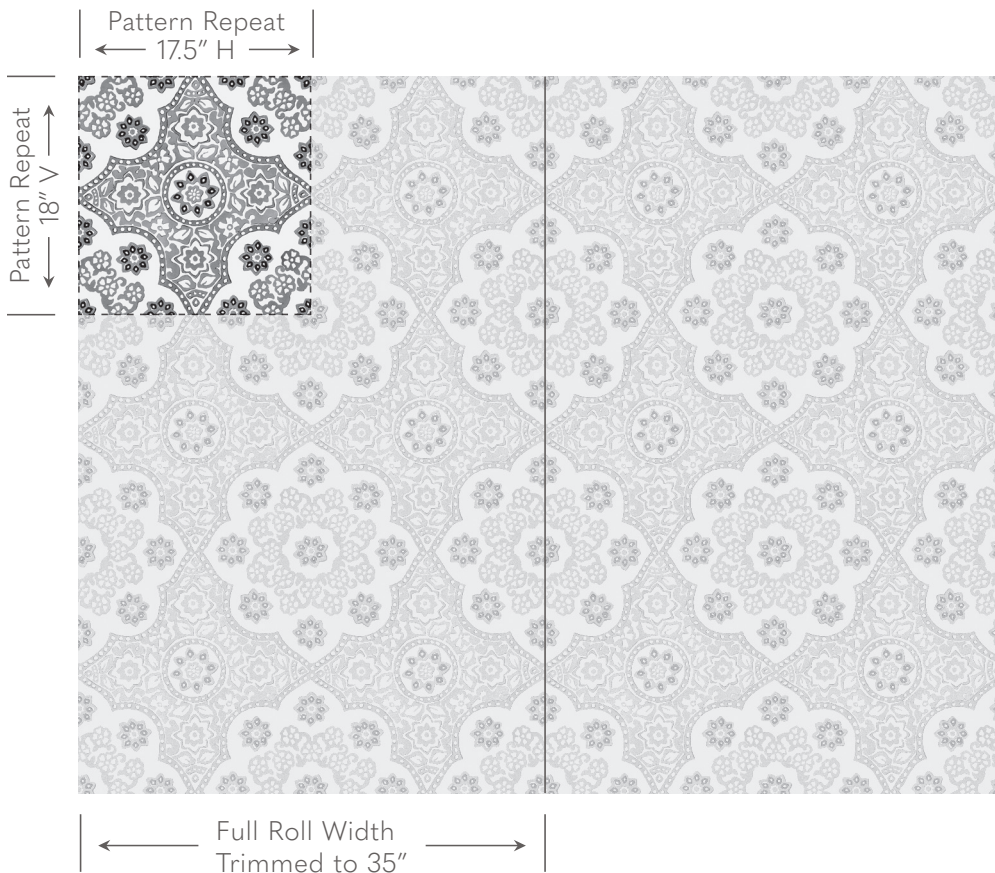 Pattern Repeat
17.5” H
Pattern Repeat
18” V
Full Roll Width
Trimmed to 35”